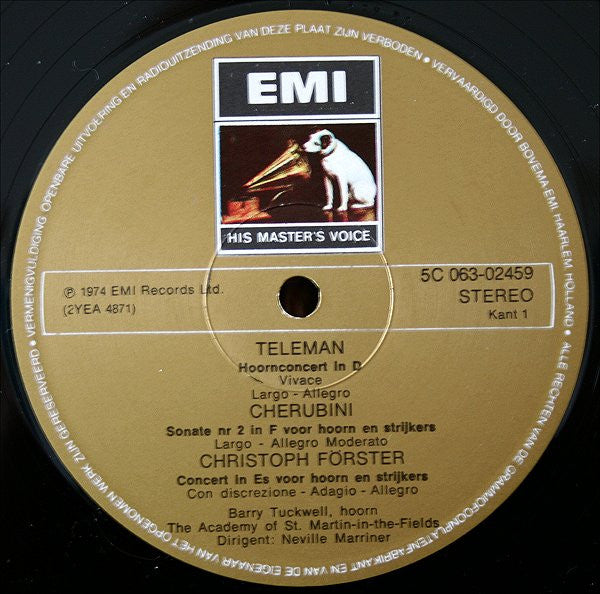 EMI
HIS MASTER'S VOICE
℗ 1974 EMI Records Ltd.
(2YEA 4871)
5C 063-02459
STEREO
Kant 1
TELEMAN
Hoornconcert in D
Vivace
Largo - Allegro
CHERUBINI
Sonate nr 2 in F voor hoorn en strijkers
Largo - Allegro Moderato
CHRISTOPH FÖRSTER
Concert in Es voor hoorn en strijkers
Con discrezione - Adagio - Allegro
Barry Tuckwell, hoorn
The Academy of St. Martin-in-the-Fields
Dirigent: Neville Marriner
VERVAARDIGD DOOR BOVEMA EMI HAARLEM HOLLAND • ALLE RECHTEN VAN DE GRAMMOFOONPLATENFABRIKANT EN VAN DE EIGENAAR VAN HET OPGENOMEN WERK ZIJN GERESERVEERD • VERMENIGVULDIGING OPENBARE UITVOERING EN RADIOUITZENDING VAN DEZE PLAAT ZIJN VERBODEN •